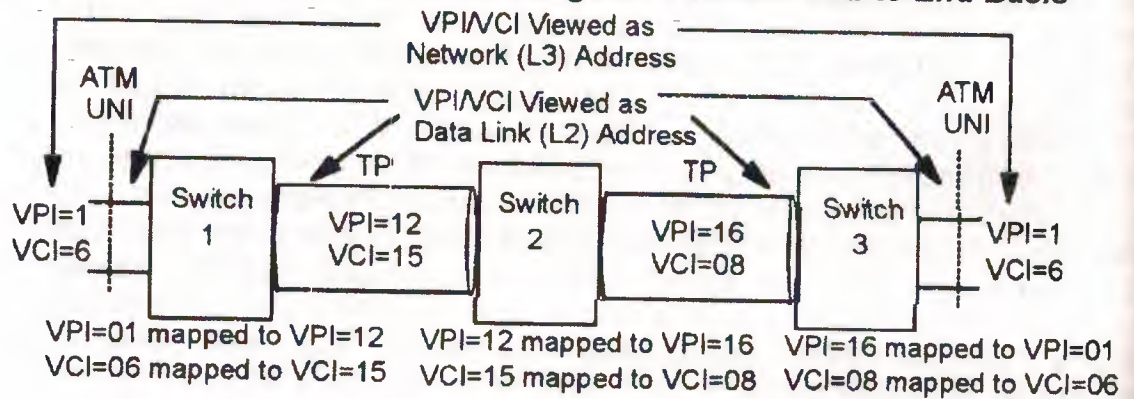 to End Basis
VPI/VCI Viewed as
Network (L3) Address
ATM
UNI
VPI/VCI Viewed as
Data Link (L2) Address
ATM
UNI
TP
TP
VPI=1
VCI=6
Switch
1
VPI=12
VCI=15
Switch
2
VPI=16
VCI=08
Switch
3
VPI=1
VCI=6
VPI=01 mapped to VPI=12
VCI=06 mapped to VCI=15
VPI=12 mapped to VPI=16
VCI=15 mapped to VCI=08
VPI=16 mapped to VPI=01
VCI=08 mapped to VCI=06